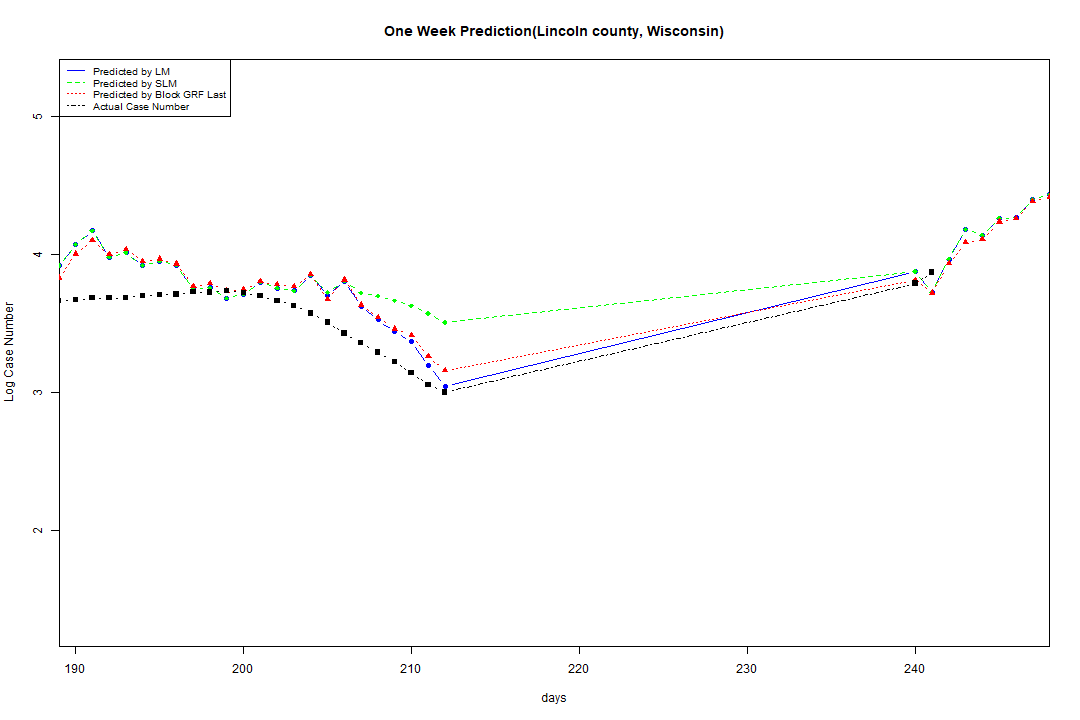 One Week Prediction(Lincoln county, Wisconsin)
Predicted by LM
Predicted by SLM
Predicted by Block GRF Last
Actual Case Number
5
4
3
2
Log Case Number
190 200 210 220 230 240
days